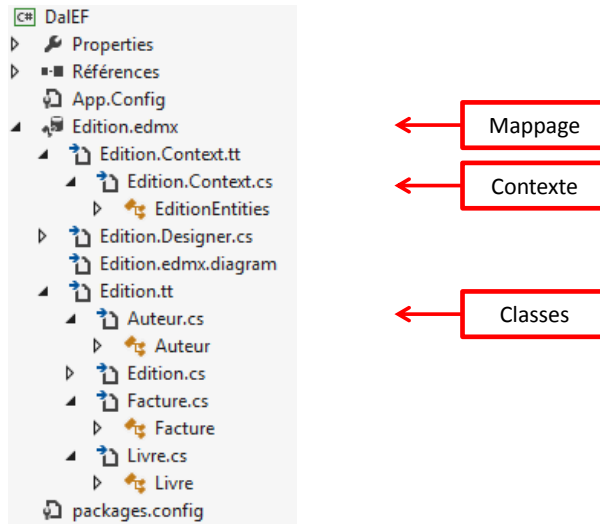 C# DalEF
Properties
Références
App.Config
Edition.edmx
Mappage
Edition.Context.tt
Edition.Context.cs
Contexte
EditionEntities
Edition.Designer.cs
Edition.edmx.diagram
Edition.tt
Auteur.cs
Classes
Auteur
Edition.cs
Facture.cs
Facture
Livre.cs
Livre
packages.config